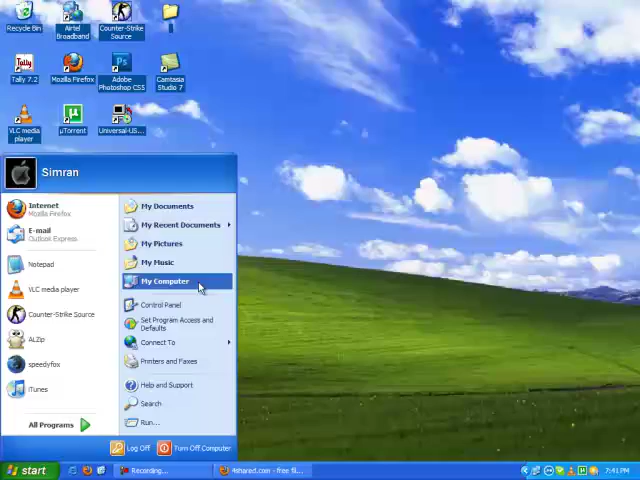 Recycle Bin
Airtel Broadband
Counter-Strike Source
Tally
Tally 7.2
Mozilla Firefox
Ps
Adobe Photoshop CS5
Camtasia Studio 7
VLC media player
µTorrent
Universal-US...
Simran
Internet
Mozilla Firefox
E-mail
Outlook Express
Notepad
VLC media player
Counter-Strike Source
ALZip
speedyfox
iTunes
All Programs
My Documents
My Recent Documents
My Pictures
My Music
My Computer
Control Panel
Set Program Access and
Defaults
Connect To
Printers and Faxes
Help and Support
Search
Run...
Log Off
Turn Off Computer
start
Recording...
4shared.com - free fil...
7:41 PM